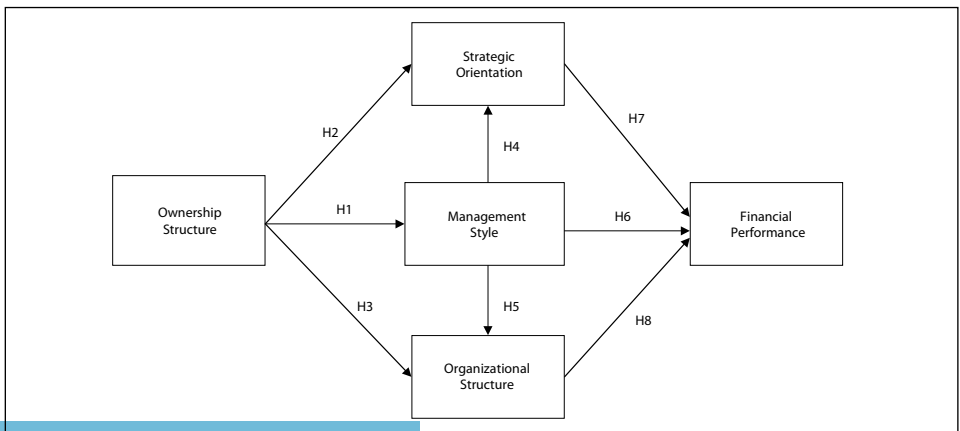 Strategic
Orientation
H2
H7
H4
Ownership
Structure
H1
Management
Style
H6
Financial
Performance
H3
H5
H8
Organizational
Structure